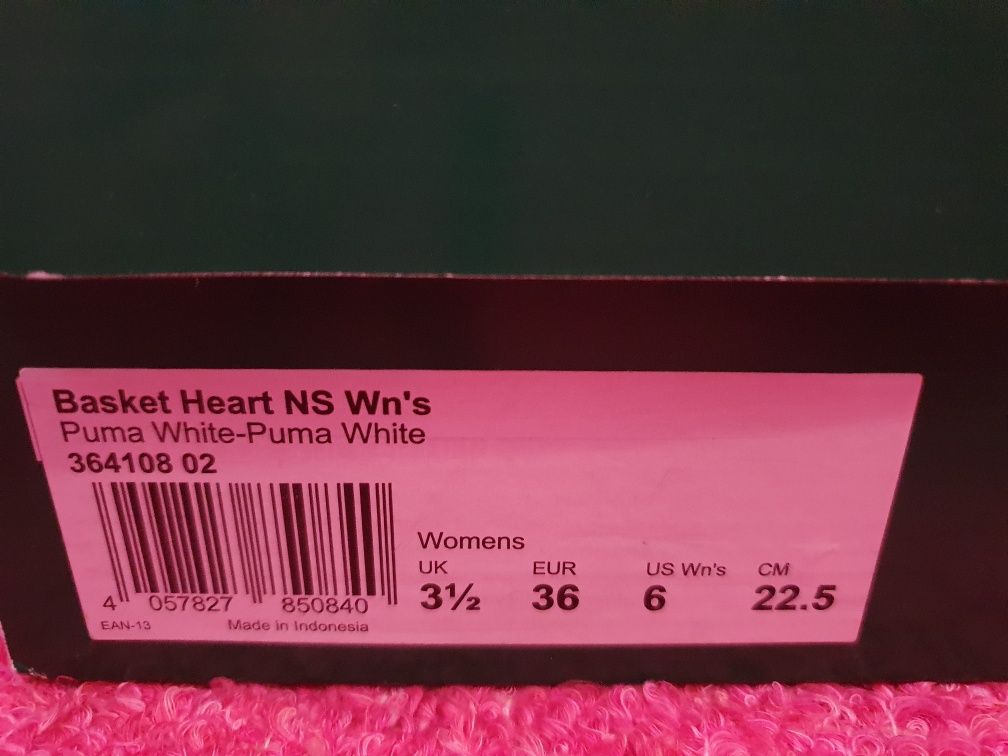 Basket Heart NS Wn's
Puma White-Puma White
364108 02
Womens
UK EUR US Wn's CM
3½ 36 6 22.5
4 057827 850840
EAN-13 Made in Indonesia